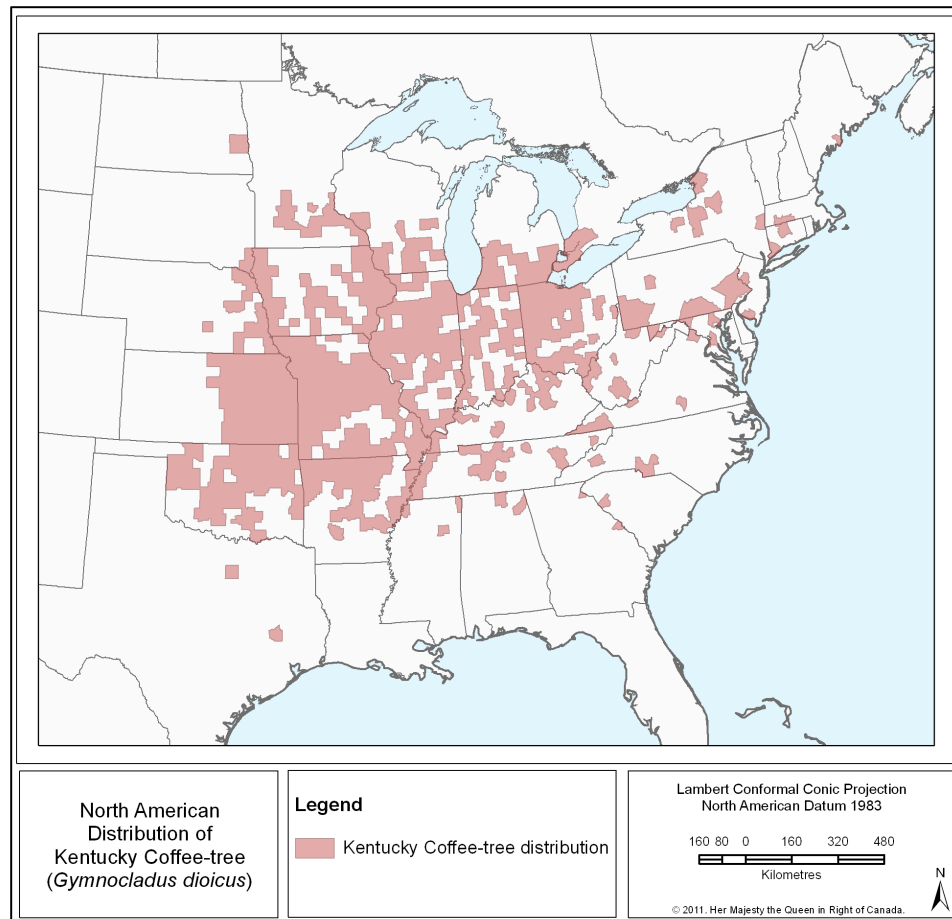 North American
Distribution of
Kentucky Coffee-tree
(Gymnocladus dioicus)
Legend
Kentucky Coffee-tree distribution
Lambert Conformal Conic Projection
North American Datum 1983
160 80 0 160 320 480
Kilometres
N
© 2011. Her Majesty the Queen in Right of Canada.